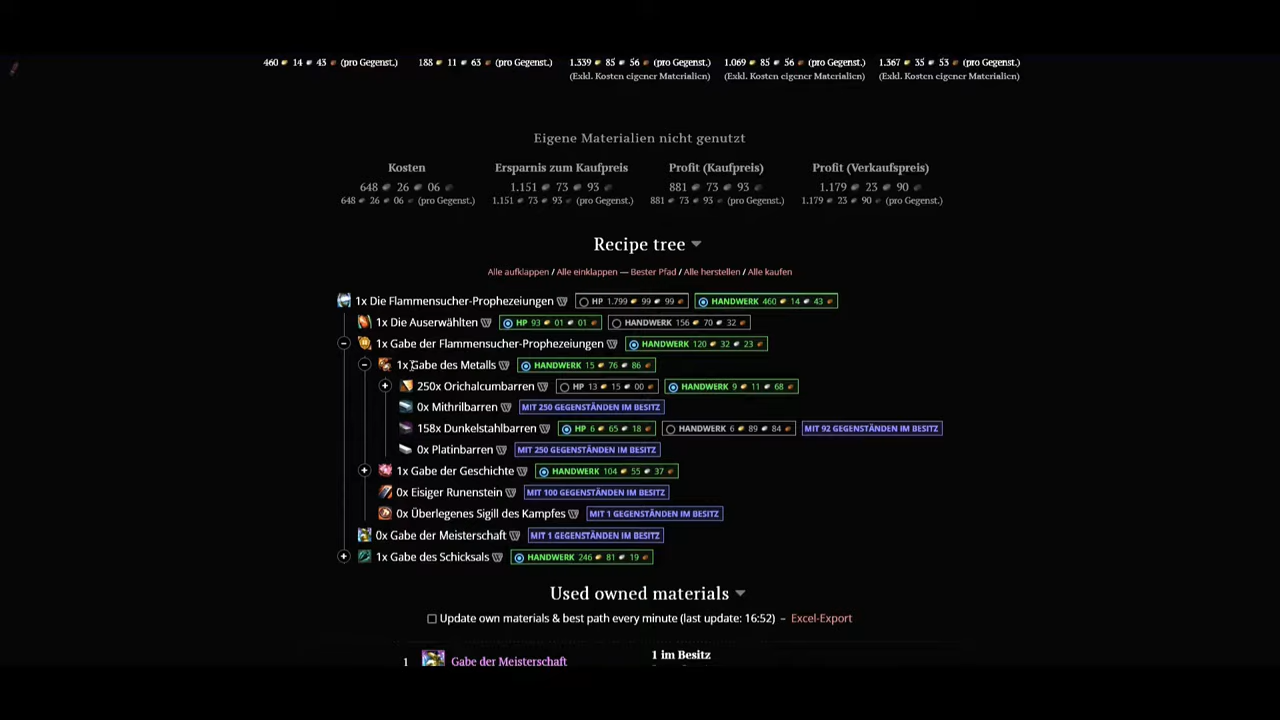 460 14 43 (pro Gegenst.) 188 11 63 (pro Gegenst.) 1.339 85 56 (pro Gegenst.) 1.069 85 56 (pro Gegenst.) 1.367 35 53 (pro Gegenst.)
(Exkl. Kosten eigener Materialien) (Exkl. Kosten eigener Materialien) (Exkl. Kosten eigener Materialien)
Eigene Materialien nicht genutzt
Kosten Ersparnis zum Kaufpreis Profit (Kaufpreis) Profit (Verkaufspreis)
648 26 06 1.151 73 93 881 73 93 1.179 23 90
648 26 06 (pro Gegenst.) 1.151 73 93 (pro Gegenst.) 881 73 93 (pro Gegenst.) 1.179 23 90 (pro Gegenst.)
Recipe tree
Alle aufklappen / Alle einklappen — Bester Pfad / Alle herstellen / Alle kaufen
1x Die Flammensucher-Prophezeiungen HP 1.799 99 99 HANDWERK 460 14 43
1x Die Auserwählten HP 93 01 01 HANDWERK 156 70 32
1x Gabe der Flammensucher-Prophezeiungen HANDWERK 120 32 23
1x Gabe des Metalls HANDWERK 15 76 86
250x Orichalcumbarren HP 13 15 00 HANDWERK 9 11 68
0x Mithrilbarren MIT 250 GEGENSTÄNDEN IM BESITZ
158x Dunkelstahlbarren HP 6 65 18 HANDWERK 6 89 84 MIT 92 GEGENSTÄNDEN IM BESITZ
0x Platinbarren MIT 250 GEGENSTÄNDEN IM BESITZ
1x Gabe der Geschichte HANDWERK 104 55 37
0x Eisiger Runenstein MIT 100 GEGENSTÄNDEN IM BESITZ
0x Überlegenes Sigill des Kampfes MIT 1 GEGENSTÄNDEN IM BESITZ
0x Gabe der Meisterschaft MIT 1 GEGENSTÄNDEN IM BESITZ
1x Gabe des Schicksals HANDWERK 246 81 19
Used owned materials
Update own materials & best path every minute (last update: 16:52) – Excel-Export
1 Gabe der Meisterschaft 1 im Besitz